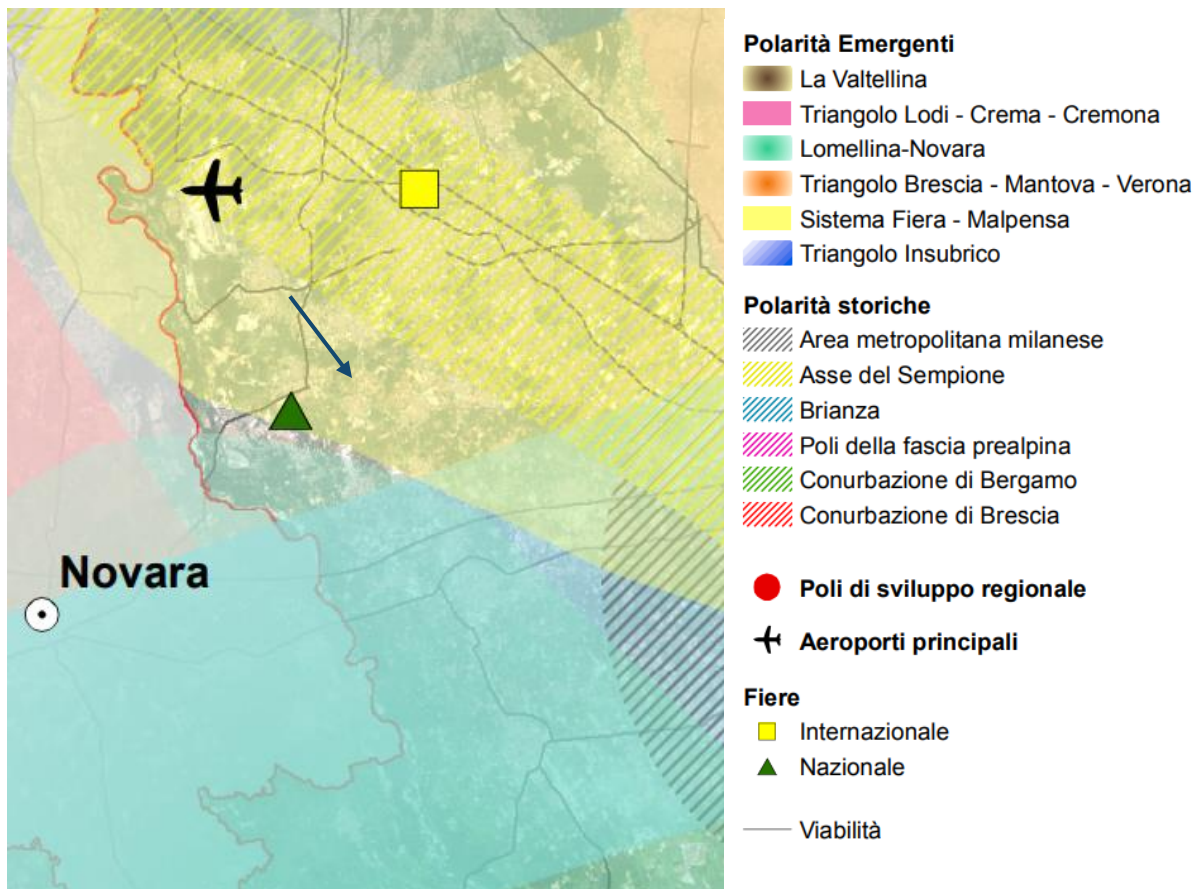 Novara
Polarità Emergenti
La Valtellina
Triangolo Lodi - Crema - Cremona
Lomellina-Novara
Triangolo Brescia - Mantova - Verona
Sistema Fiera - Malpensa
Triangolo Insubrico
Polarità storiche
Area metropolitana milanese
Asse del Sempione
Brianza
Poli della fascia prealpina
Conurbazione di Bergamo
Conurbazione di Brescia
Poli di sviluppo regionale
Aeroporti principali
Fiere
Internazionale
Nazionale
Viabilità